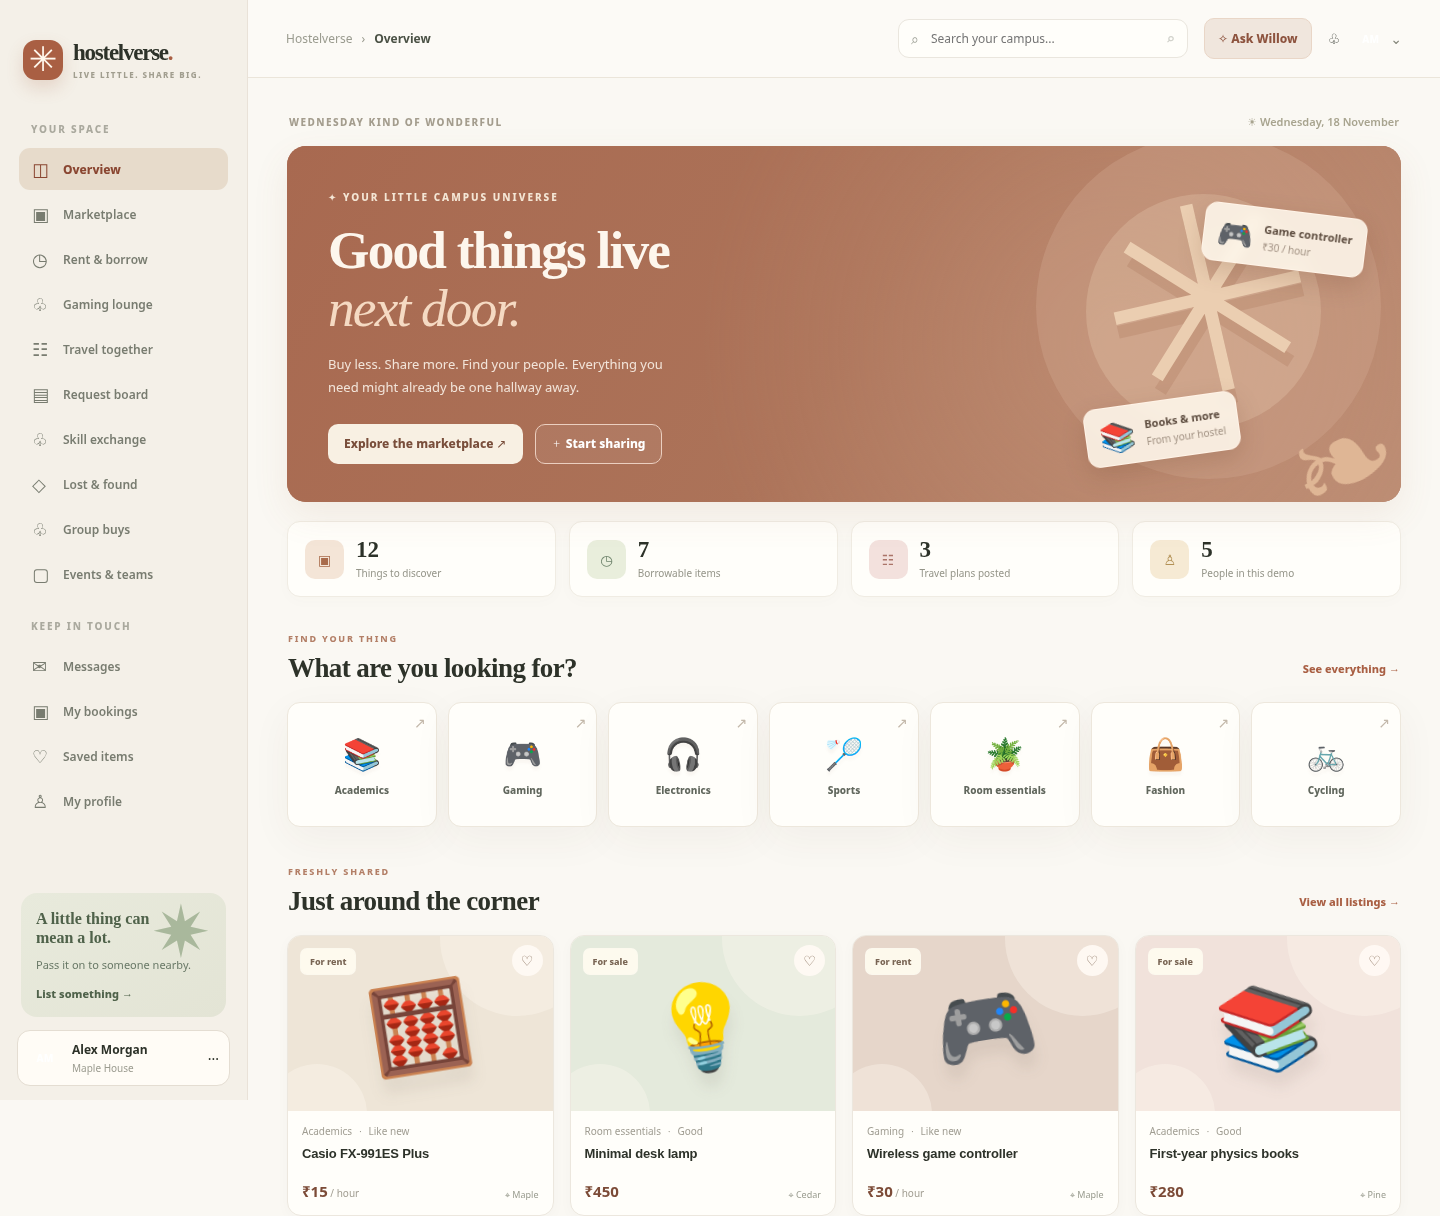 hostelverse.
LIVE LITTLE. SHARE BIG.
YOUR SPACE
Overview
Marketplace
Rent & borrow
Gaming lounge
Travel together
Request board
Skill exchange
Lost & found
Group buys
Events & teams
KEEP IN TOUCH
Messages
My bookings
Saved items
My profile
A little thing can
mean a lot.
Pass it on to someone nearby.
List something →
Alex Morgan
Maple House
...
Hostelverse › Overview
Search your campus...
✧ Ask Willow
WEDNESDAY KIND OF WONDERFUL
☀ Wednesday, 18 November
✦ YOUR LITTLE CAMPUS UNIVERSE
Good things live
next door.
Buy less. Share more. Find your people. Everything you
need might already be one hallway away.
Explore the marketplace ↗
+ Start sharing
Game controller
₹30 / hour
Books & more
From your hostel
12
Things to discover
7
Borrowable items
3
Travel plans posted
5
People in this demo
FIND YOUR THING
What are you looking for?
See everything →
Academics
Gaming
Electronics
Sports
Room essentials
Fashion
Cycling
FRESHLY SHARED
Just around the corner
View all listings →
For rent
Academics · Like new
Casio FX-991ES Plus
₹15 / hour
⌖ Maple
For sale
Room essentials · Good
Minimal desk lamp
₹450
⌖ Cedar
For rent
Gaming · Like new
Wireless game controller
₹30 / hour
⌖ Maple
For sale
Academics · Good
First-year physics books
₹280
⌖ Pine